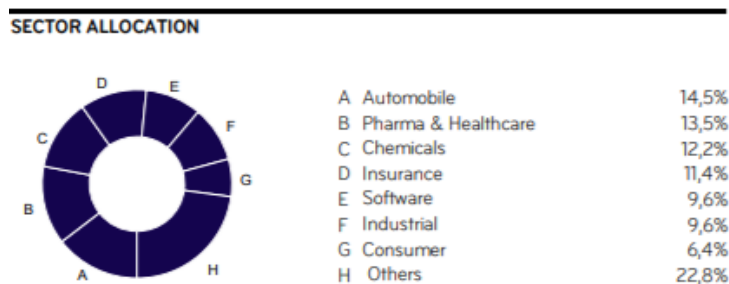 SECTOR ALLOCATION
D
E
F
C
G
B
A
H
A Automobile 14,5%
B Pharma & Healthcare 13,5%
C Chemicals 12,2%
D Insurance 11,4%
E Software 9,6%
F Industrial 9,6%
G Consumer 6,4%
H Others 22,8%